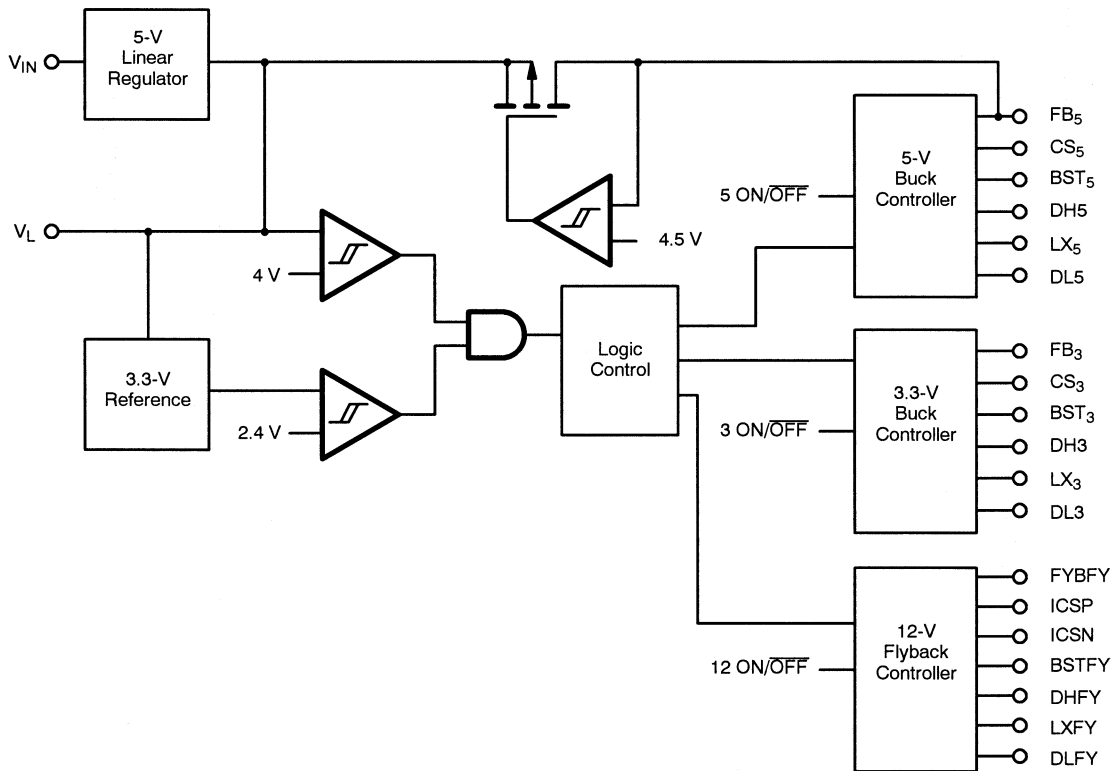 5-V
Linear
Regulator
VIN
VL
4 V
3.3-V
Reference
2.4 V
4.5 V
Logic
Control
5 ON/OFF
5-V
Buck
Controller
FB5
CS5
BST5
DH5
LX5
DL5
3 ON/OFF
3.3-V
Buck
Controller
FB3
CS3
BST3
DH3
LX3
DL3
12 ON/OFF
12-V
Flyback
Controller
FYBFY
ICSP
ICSN
BSTFY
DHFY
LXFY
DLFY